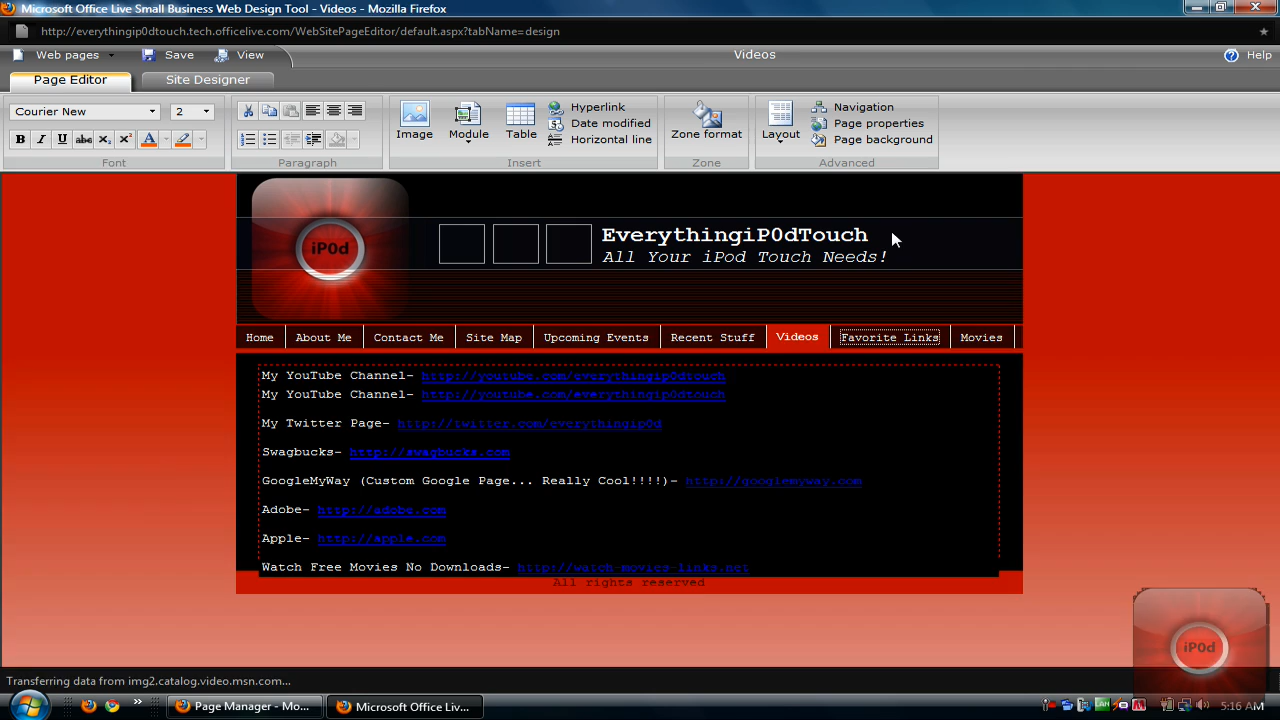 Microsoft Office Live Small Business Web Design Tool - Videos - Mozilla Firefox
http://everythingip0dtouch.tech.officelive.com/WebSitePageEditor/default.aspx?tabName=design
Web pages Save View Videos Help
Page Editor Site Designer
Courier New 2
B I U abc X2 X2 A
Font
Paragraph
Image Module Table
Hyperlink
Date modified
Horizontal line
Insert
Zone format
Zone
Layout
Navigation
Page properties
Page background
Advanced
iP0d
EverythingiP0dTouch
All Your iPod Touch Needs!
Home About Me Contact Me Site Map Upcoming Events Recent Stuff Videos Favorite Links Movies
My YouTube Channel- http://youtube.com/everythingip0dtouch
My YouTube Channel- http://youtube.com/everythingip0dtouch
My Twitter Page- http://twitter.com/everythingip0d
Swagbucks- http://swagbucks.com
GoogleMyWay (Custom Google Page... Really Cool!!!!)- http://googlemyway.com
Adobe- http://adobe.com
Apple- http://apple.com
Watch Free Movies No Downloads- http://watch-movies-links.net
All rights reserved
iP0d
Transferring data from img2.catalog.video.msn.com...
Page Manager - Mo...
Microsoft Office Liv...
5:16 AM